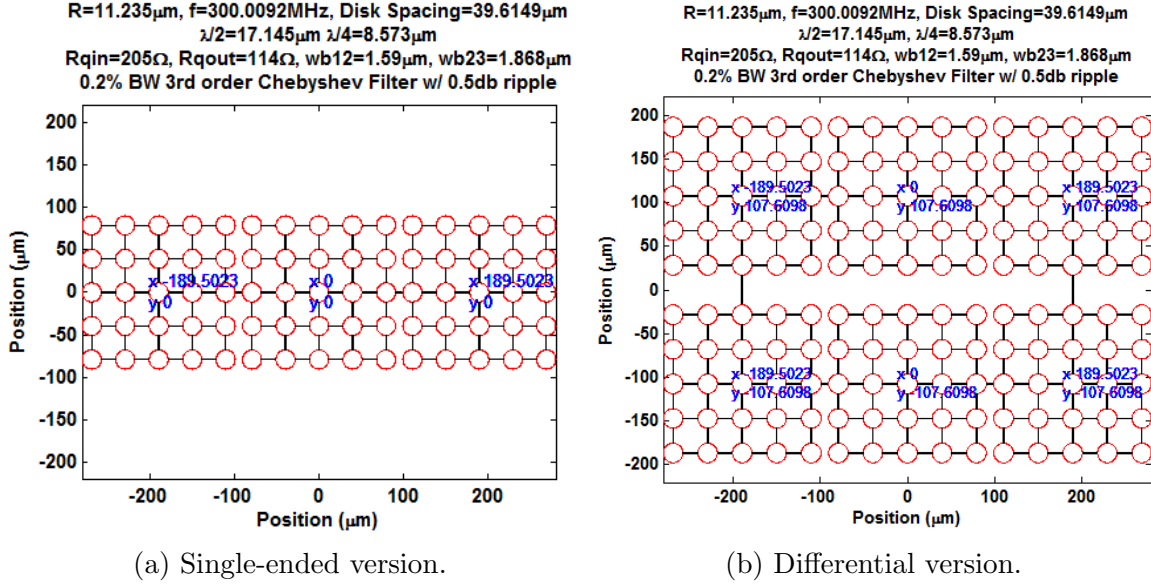 R=11.235μm, f=300.0092MHz, Disk Spacing=39.6149μm
λ/2=17.145μm λ/4=8.573μm
Rqin=205Ω, Rqout=114Ω, wb12=1.59μm, wb23=1.868μm
0.2% BW 3rd order Chebyshev Filter w/ 0.5db ripple
Position (μm)
200
150
100
50
0
-50
-100
-150
-200
x -189.5023
y 0
x 0
y 0
x 189.5023
y 0
-200
-100
0
100
200
Position (μm)
(a) Single-ended version.
R=11.235μm, f=300.0092MHz, Disk Spacing=39.6149μm
λ/2=17.145μm, λ/4=8.573μm
Rqin=205Ω, Rqout=114Ω, wb12=1.59μm, wb23=1.868μm
0.2% BW 3rd order Chebyshev Filter w/ 0.5db ripple
Position (μm)
200
150
100
50
0
-50
-100
-150
-200
x -189.5023
y 107.6098
x 0
y 107.6098
x 189.5023
y 107.6098
x -189.5023
y -107.6098
x 0
y -107.6098
x 189.5023
y -107.6098
-200
-100
0
100
200
Position (μm)
(b) Differential version.